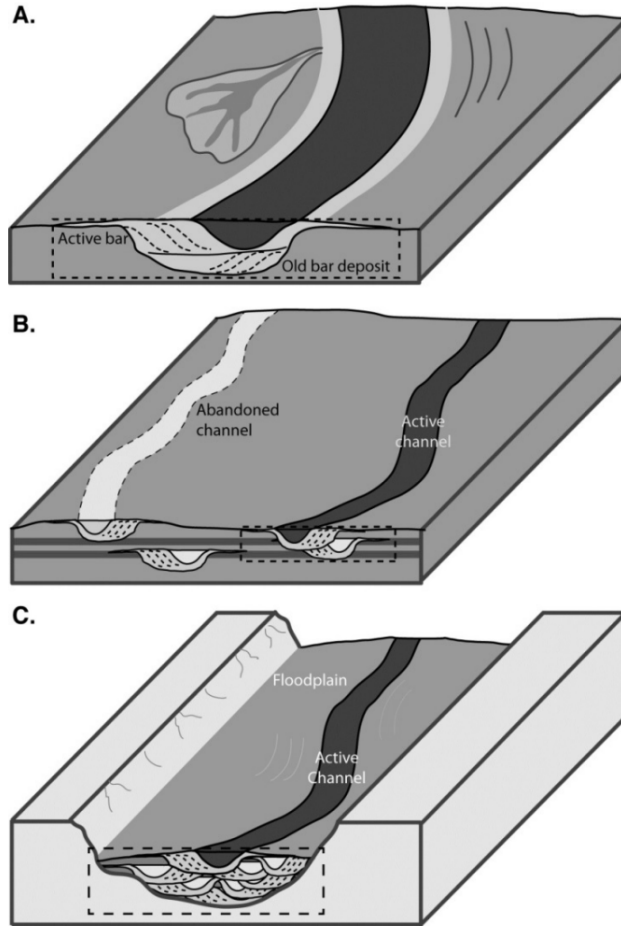 A.
Active bar
Old bar deposit
B.
Abandoned
channel
Active
channel
C.
Floodplain
Active
Channel